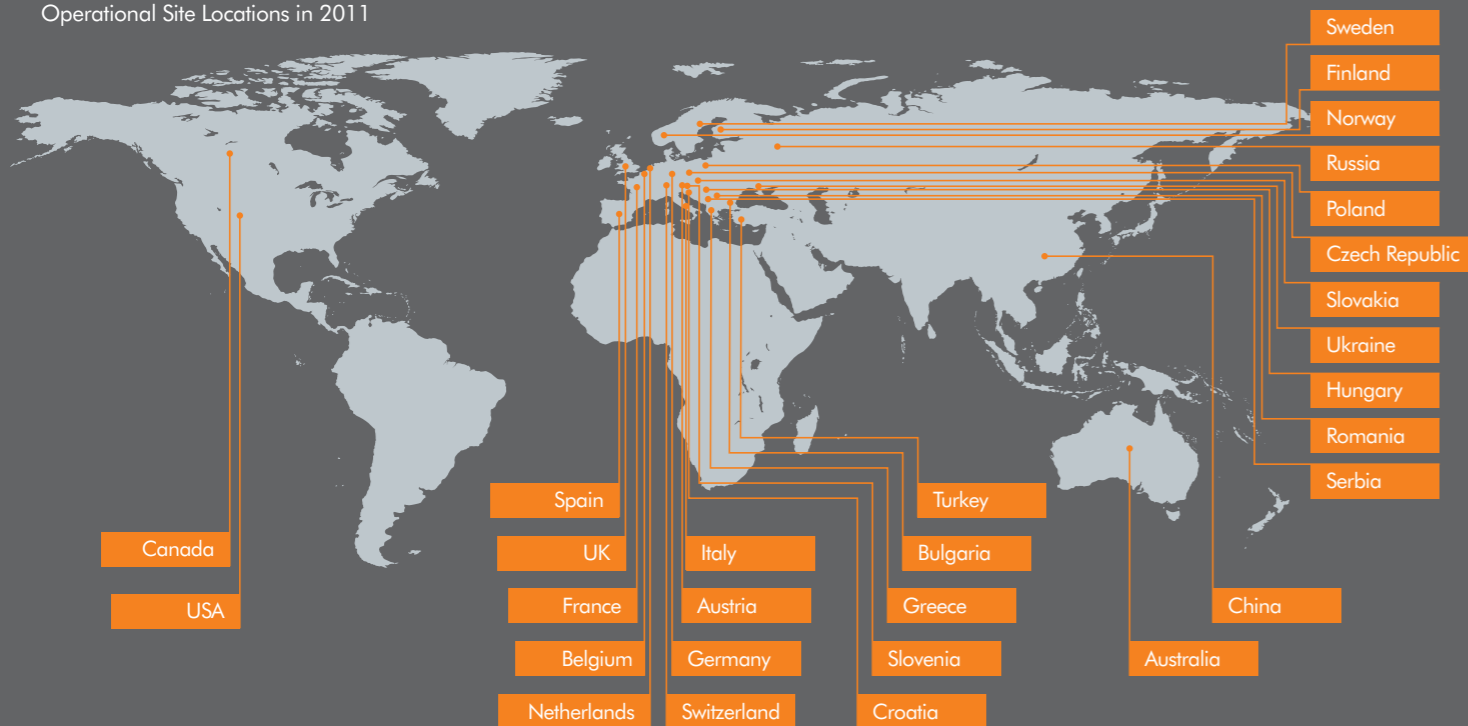 Operational Site Locations in 2011
Sweden
Finland
Norway
Russia
Poland
Czech Republic
Slovakia
Ukraine
Hungary
Romania
Serbia
Spain
Turkey
Canada
UK
Italy
Bulgaria
USA
France
Austria
Greece
China
Belgium
Germany
Slovenia
Australia
Netherlands
Switzerland
Croatia